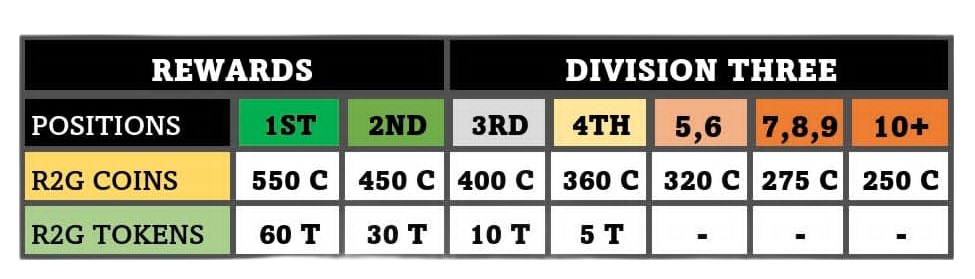 REWARDS DIVISION THREE
POSITIONS 1ST 2ND 3RD 4TH 5,6 7,8,9 10+
R2G COINS 550 C 450 C 400 C 360 C 320 C 275 C 250 C
R2G TOKENS 60 T 30 T 10 T 5 T - - -